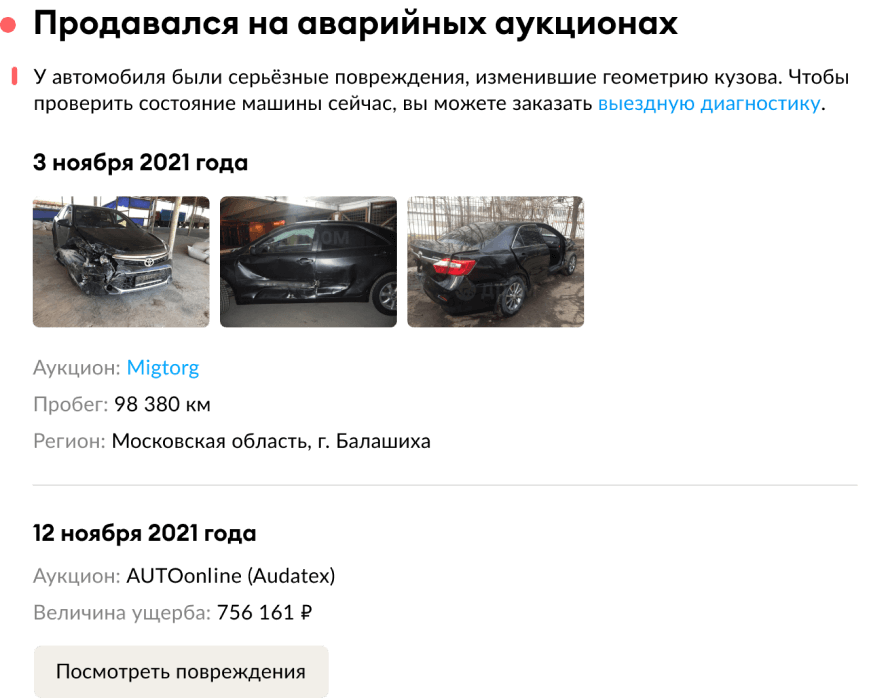 Продавался на аварийных аукционах
У автомобиля были серьёзные повреждения, изменившие геометрию кузова. Чтобы
проверить состояние машины сейчас, вы можете заказать выездную диагностику.
3 ноября 2021 года
Аукцион: Migtorg
Пробег: 98 380 км
Регион: Московская область, г. Балашиха
12 ноября 2021 года
Аукцион: AUTOonline (Audatex)
Величина ущерба: 756 161 ₽
Посмотреть повреждения